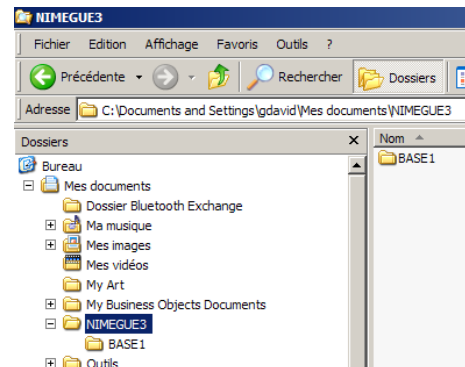 NIMEGUE3
Fichier Edition Affichage Favoris Outils ?
Précédente Rechercher Dossiers
Adresse C:\Documents and Settings\gdavid\Mes documents\NIMEGUE3
Dossiers x Nom
Bureau BASE1
Mes documents
Dossier Bluetooth Exchange
Ma musique
Mes images
Mes vidéos
My Art
My Business Objects Documents
NIMEGUE3
BASE1
Outils